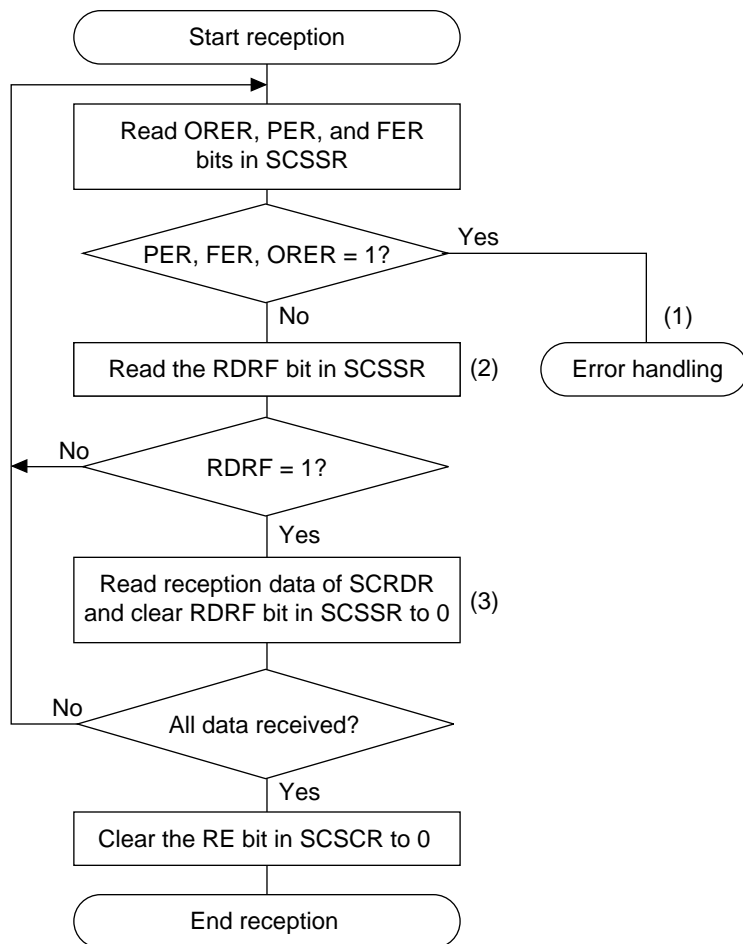 Start reception
Read ORER, PER, and FER
bits in SCSSR
PER, FER, ORER = 1?
Yes
No
(1)
Read the RDRF bit in SCSSR
(2)
Error handling
No
RDRF = 1?
Yes
Read reception data of SCRDR
and clear RDRF bit in SCSSR to 0
(3)
No
All data received?
Yes
Clear the RE bit in SCSCR to 0
End reception